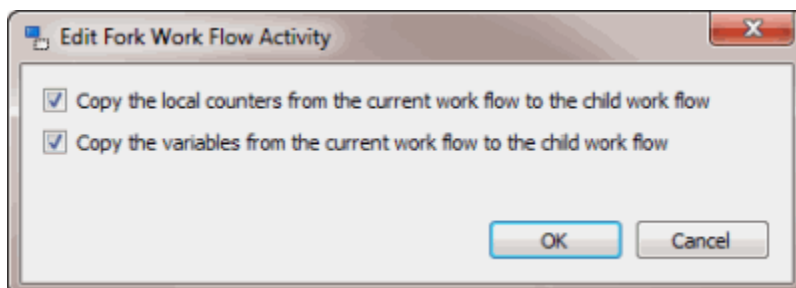 Edit Fork Work Flow Activity
Copy the local counters from the current work flow to the child work flow
Copy the variables from the current work flow to the child work flow
OK Cancel